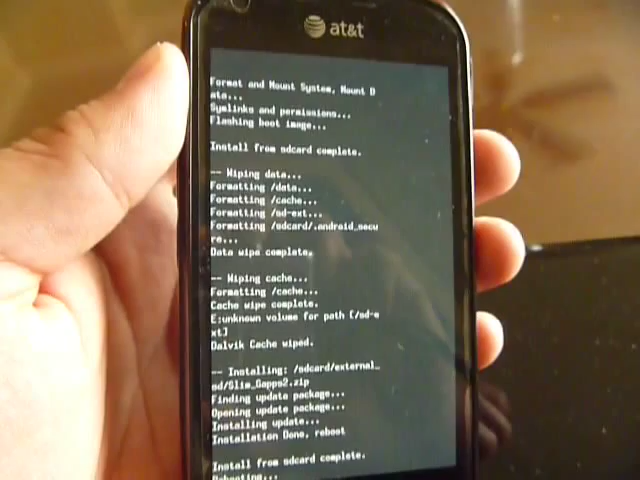 at&t
Format and Mount System, Mount D
ata...
Symlinks and permissions...
Flashing boot image...
Install from sdcard complete.
-- Wiping data...
Formatting /data...
Formatting /cache...
Formatting /sd-ext...
Formatting /sdcard/.android_secu
re...
Data wipe complete.
-- Wiping cache...
Formatting /cache...
Cache wipe complete.
E:unknown volume for path [/sd-e
xt]
Dalvik Cache wiped.
-- Installing: /sdcard/external_
sd/Slim_Gapps2.zip
Finding update package...
Opening update package...
Installing update...
Installation Done, reboot
Install from sdcard complete.
Rebooting...